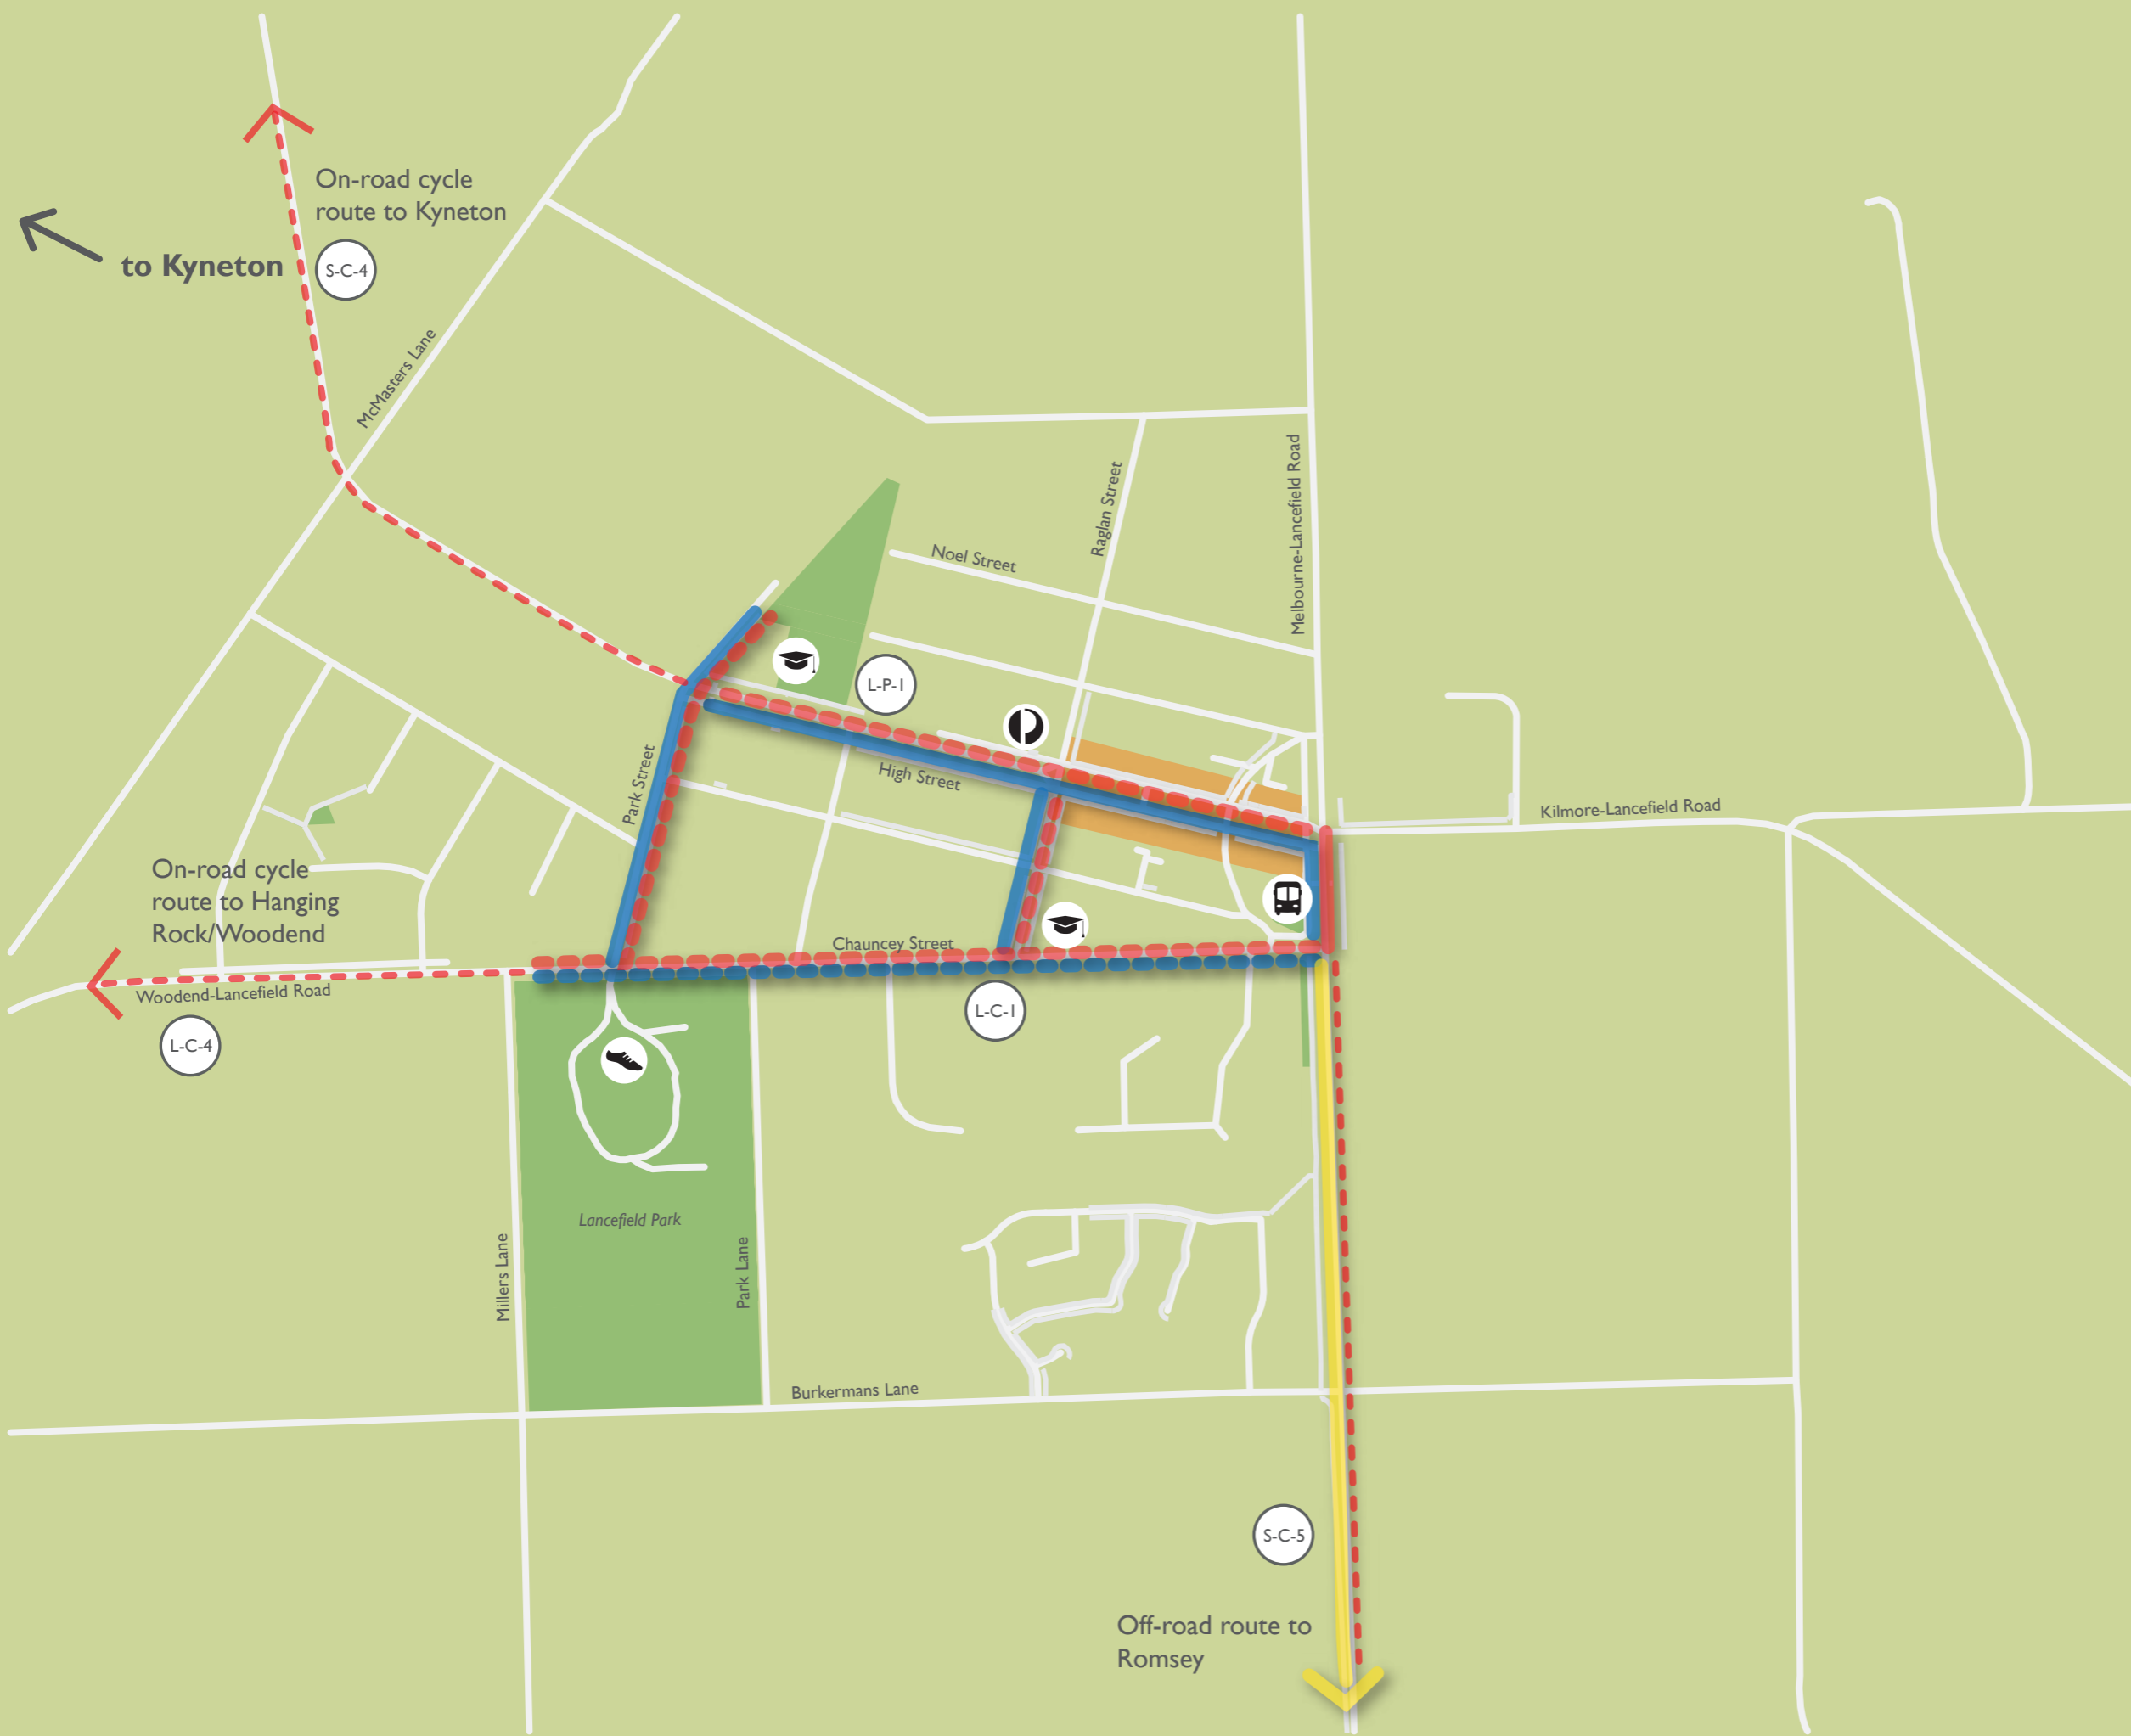 On-road cycle
route to Kyneton
to Kyneton
S-C-4
McMasters Lane
Noel Street
Raglan Street
Melbourne-Lancefield Road
L-P-1
Park Street
High Street
Kilmore-Lancefield Road
On-road cycle
route to Hanging
Rock/Woodend
Chauncey Street
Woodend-Lancefield Road
L-C-1
L-C-4
Lancefield Park
Millers Lane
Park Lane
Burkermans Lane
S-C-5
Off-road route to
Romsey